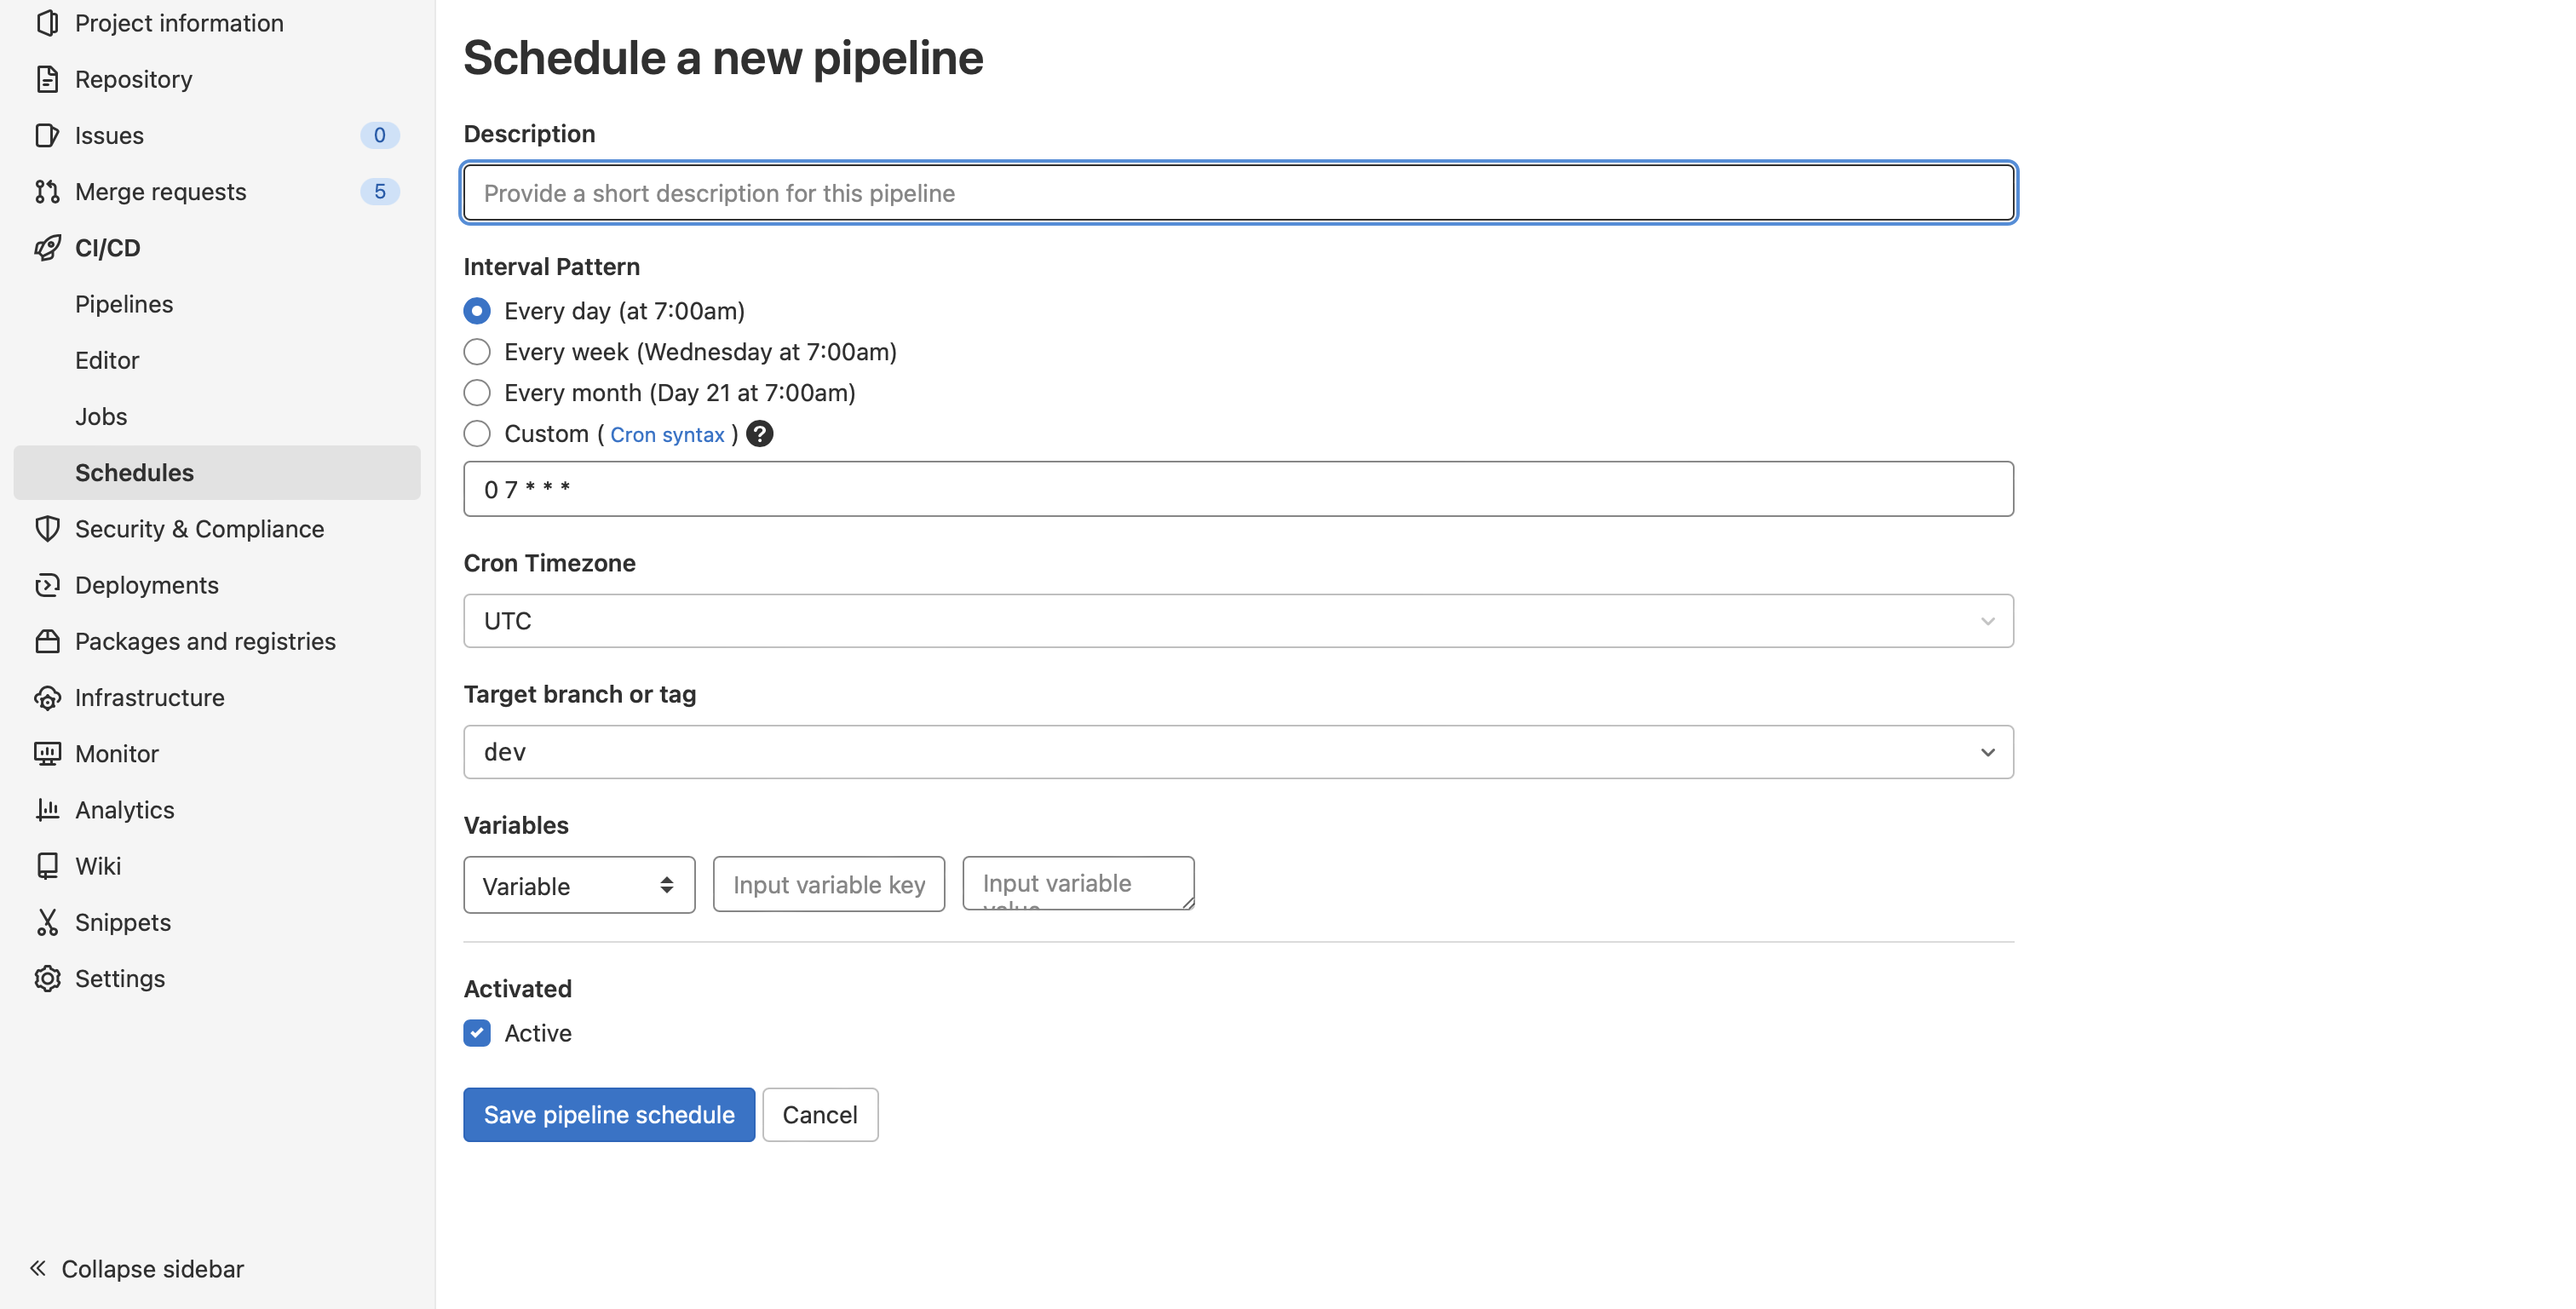 Project information
Repository
Issues 0
Merge requests 5
CI/CD
Pipelines
Editor
Jobs
Schedules
Security & Compliance
Deployments
Packages and registries
Infrastructure
Monitor
Analytics
Wiki
Snippets
Settings
Collapse sidebar
Schedule a new pipeline
Description
Provide a short description for this pipeline
Interval Pattern
Every day (at 7:00am)
Every week (Wednesday at 7:00am)
Every month (Day 21 at 7:00am)
Custom ( Cron syntax ) ?
0 7 * * *
Cron Timezone
UTC
Target branch or tag
dev
Variables
Variable Input variable key Input variable
value
Activated
Active
Save pipeline schedule Cancel